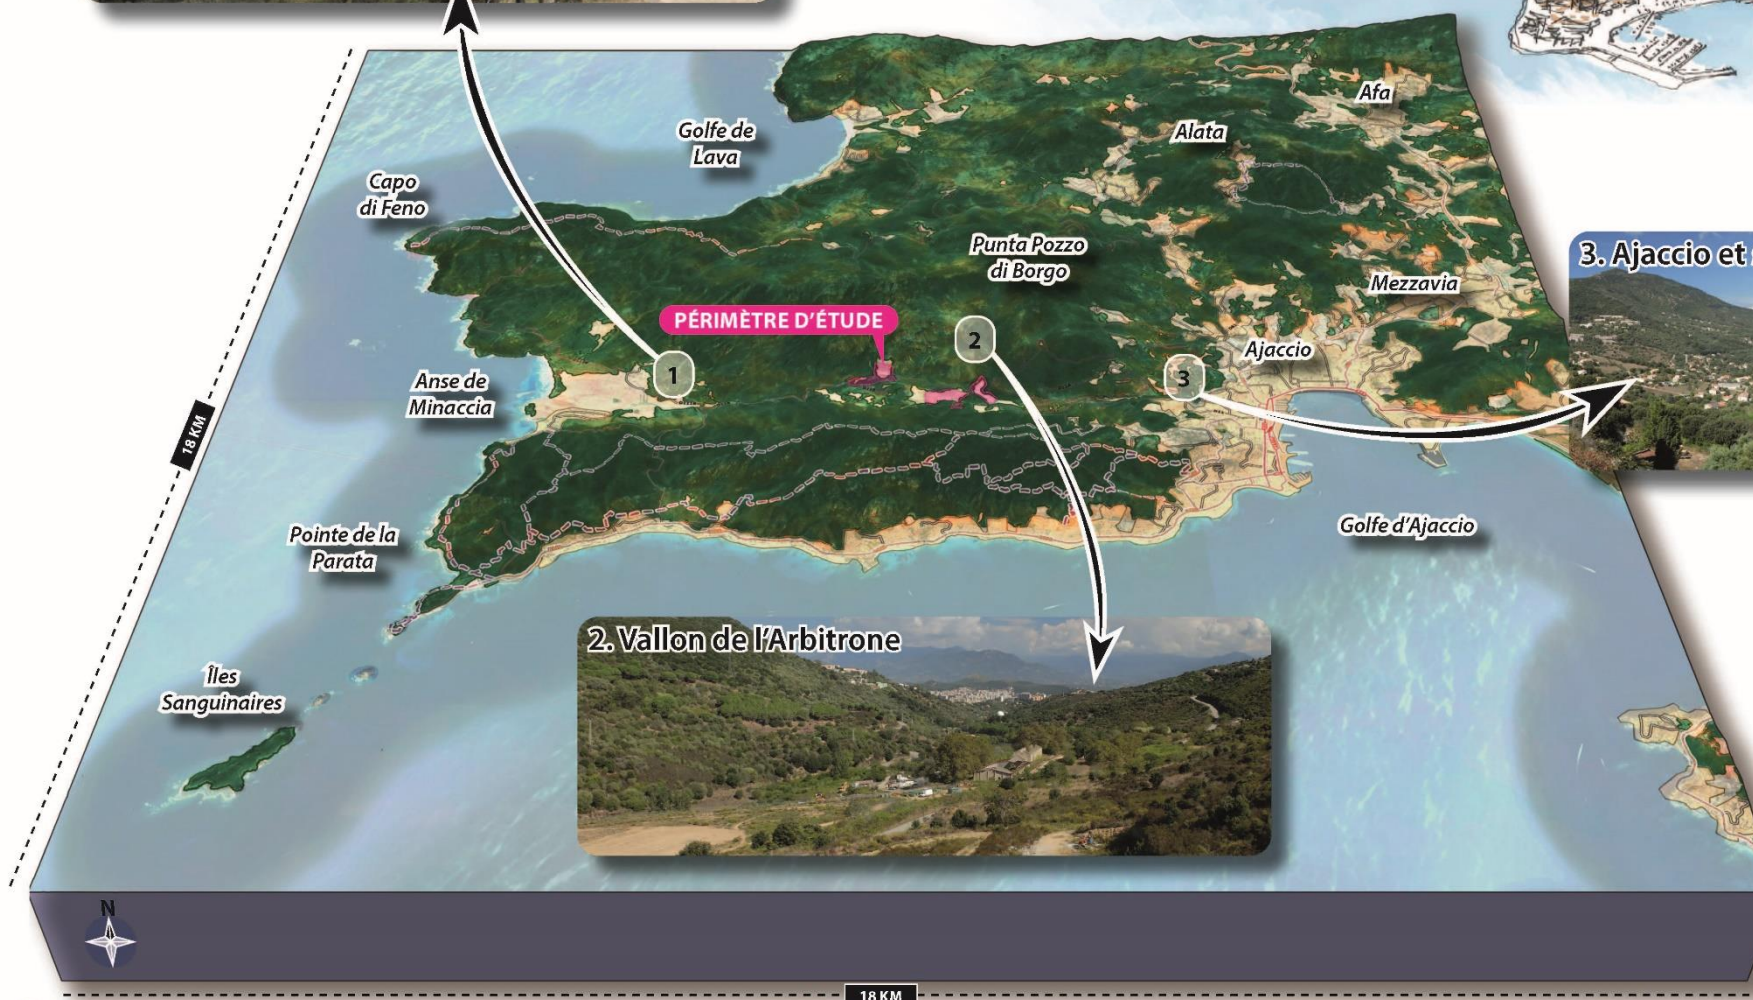 Afa
Alata
Golfe de
Lava
Capo
di Feno
Punta Pozzo
di Borgo
3. Ajaccio et
Mezzavia
PÉRIMÈTRE D'ÉTUDE
2
Ajaccio
1
3
Anse de
Minaccia
18 KM
Pointe de la
Parata
Golfe d'Ajaccio
2. Vallon de l'Arbitrone
Îles
Sanguinaires
N
18 KM